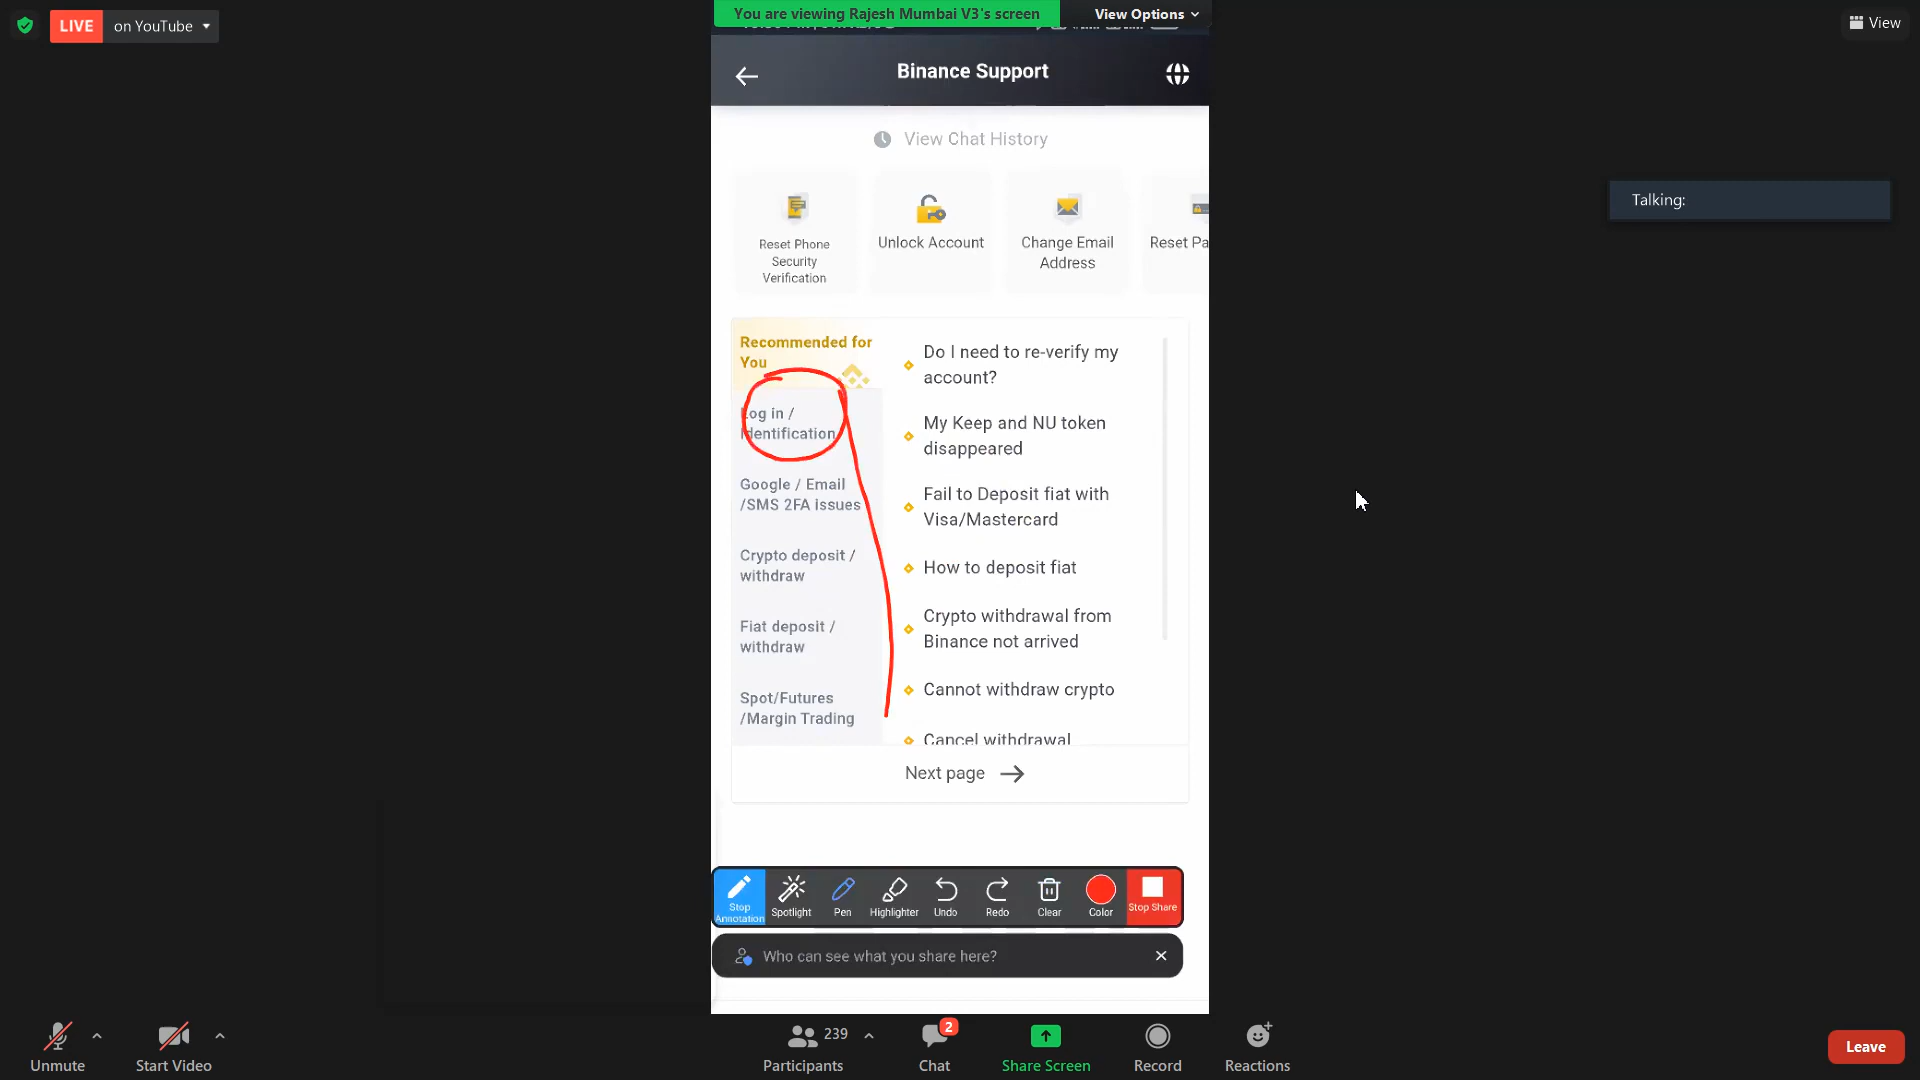 LIVE on YouTube
You are viewing Rajesh Mumbai V3's screen
View Options
View
Binance Support
View Chat History
Reset Phone
Security
Verification
Unlock Account
Change Email
Address
Reset Pa
Talking:
Recommended for
You
Log in /
Identification
Google / Email
/SMS 2FA issues
Crypto deposit /
withdraw
Fiat deposit /
withdraw
Spot/Futures
/Margin Trading
Do I need to re-verify my
account?
My Keep and NU token
disappeared
Fail to Deposit fiat with
Visa/Mastercard
How to deposit fiat
Crypto withdrawal from
Binance not arrived
Cannot withdraw crypto
Cancel withdrawal
Next page
Stop
Annotation
Spotlight
Pen
Highlighter
Undo
Redo
Clear
Color
Stop Share
Who can see what you share here?
Unmute
Start Video
239
Participants
2
Chat
Share Screen
Record
Reactions
Leave